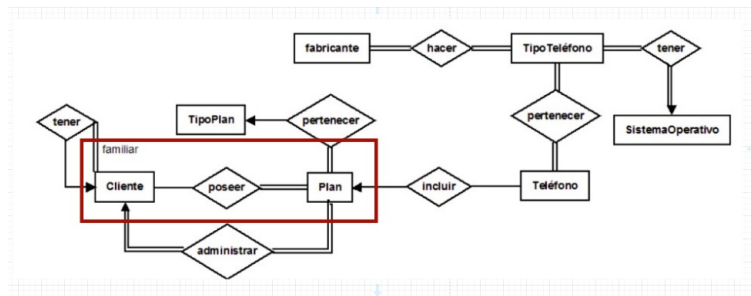 fabricante
hacer
TipoTeléfono
tener
tener
TipoPlan
pertenecer
pertenecer
SistemaOperativo
familiar
Cliente
poseer
Plan
incluir
Teléfono
administrar